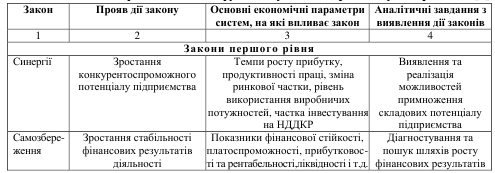 Закон
Прояв дії закону
Основні економічні параметри
систем, на які впливає закон
Аналітичні завдання з
виявлення дії законів
1
2
3
4
Закони першого рівня
Синергії
Зростання
конкурентоспроможного
потенціалу підприємства
Темпи росту прибутку,
продуктивності праці, зміна
ринкової частки, рівень
використання виробничих
потужностей, частка інвестування
на НДДКР
Виявлення та
реалізація
можливостей
примноження
складових потенціалу
підприємства
Самозбере-
ження
Зростання стабільності
фінансових результатів
діяльності
Показники фінансової стійкості,
платоспроможності, прибутковос-
ті та рентабельності,ліквідності і т.д.
Діагностування та
пошук шляхів росту
фінансових результатів